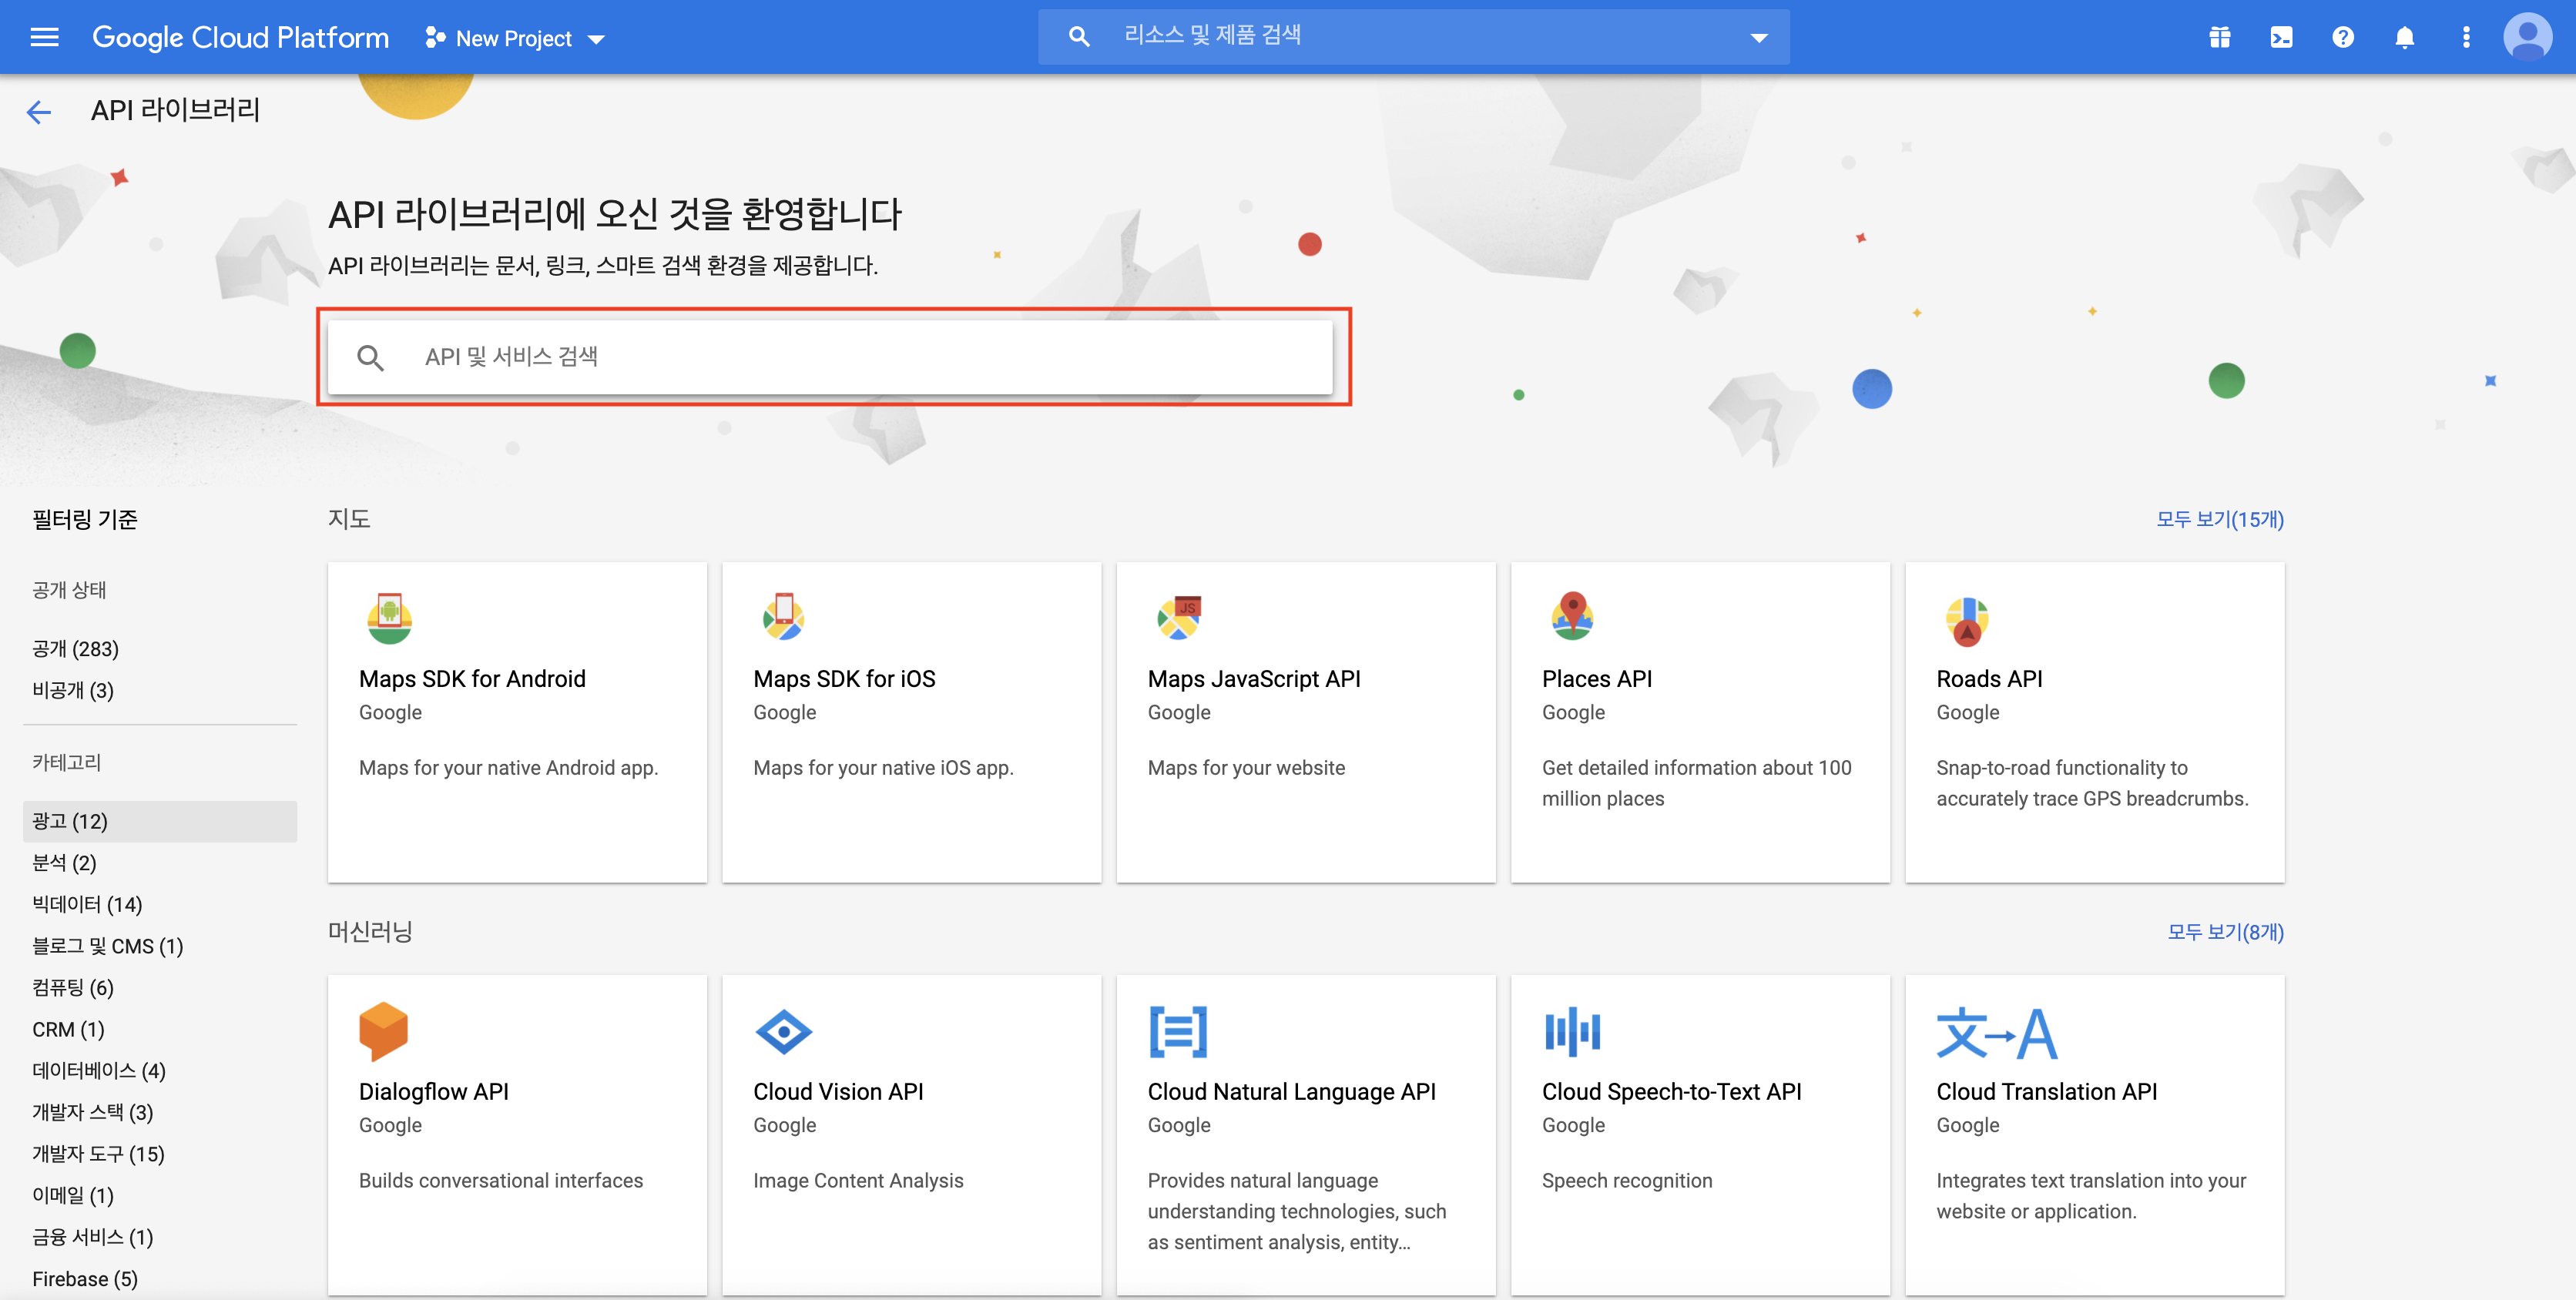 Google Cloud Platform
New Project
리소스 및 제품 검색
API 라이브러리
API 라이브러리에 오신 것을 환영합니다
API 라이브러리는 문서, 링크, 스마트 검색 환경을 제공합니다.
API 및 서비스 검색
필터링 기준
공개 상태
공개 (283)
비공개 (3)
카테고리
광고 (12)
분석 (2)
빅데이터 (14)
블로그 및 CMS (1)
컴퓨팅 (6)
CRM (1)
데이터베이스 (4)
개발자 스택 (3)
개발자 도구 (15)
이메일 (1)
금융 서비스 (1)
Firebase (5)
지도
모두 보기(15개)
Maps SDK for Android
Google
Maps for your native Android app.
Maps SDK for iOS
Google
Maps for your native iOS app.
JS
Maps JavaScript API
Google
Maps for your website
Places API
Google
Get detailed information about 100
million places
Roads API
Google
Snap-to-road functionality to
accurately trace GPS breadcrumbs.
머신러닝
모두 보기(8개)
Dialogflow API
Google
Builds conversational interfaces
Cloud Vision API
Google
Image Content Analysis
Cloud Natural Language API
Google
Provides natural language
understanding technologies, such
as sentiment analysis, entity...
Cloud Speech-to-Text API
Google
Speech recognition
文→A
Cloud Translation API
Google
Integrates text translation into your
website or application.